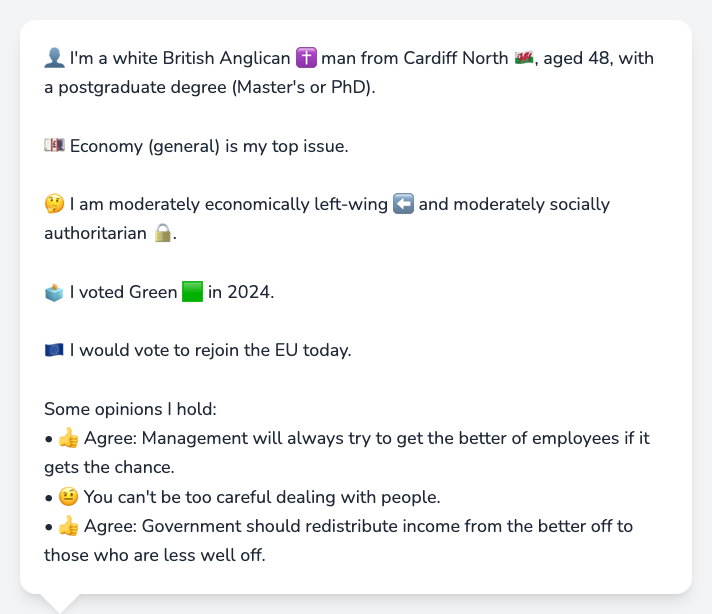 👤 I'm a white British Anglican ✝️ man from Cardiff North 🏴󠁧󠁢󠁷󠁬󠁳󠁿, aged 48, with
a postgraduate degree (Master's or PhD).
💷 Economy (general) is my top issue.
🤔 I am moderately economically left-wing ⬅️ and moderately socially
authoritarian 🔒.
🗳️ I voted Green 🟩 in 2024.
🇪🇺 I would vote to rejoin the EU today.
Some opinions I hold:
• 👍 Agree: Management will always try to get the better of employees if it
gets the chance.
• 🤨 You can't be too careful dealing with people.
• 👍 Agree: Government should redistribute income from the better off to
those who are less well off.